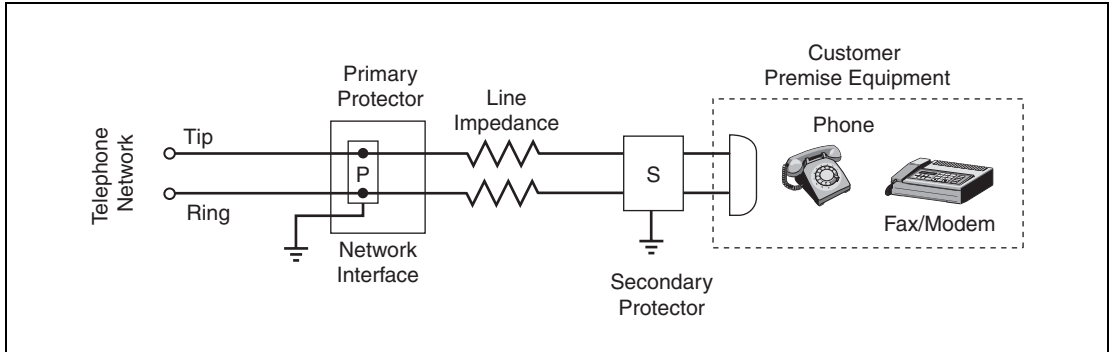 Customer
Premise Equipment
Primary
Protector
Line
Impedance
Phone
Telephone
Network
Tip
P
S
Ring
Fax/Modem
Network
Interface
Secondary
Protector